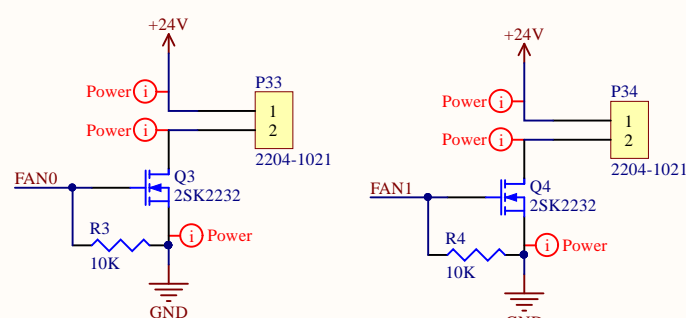 +24V
Power i
P33
1
Power i
2
2204-1021
Q3
FAN0
2SK2232
R3
i Power
10K
GND
+24V
P34
Power i
1
Power i
2
2204-1021
Q4
FAN1
2SK2232
R4
i Power
10K
GND